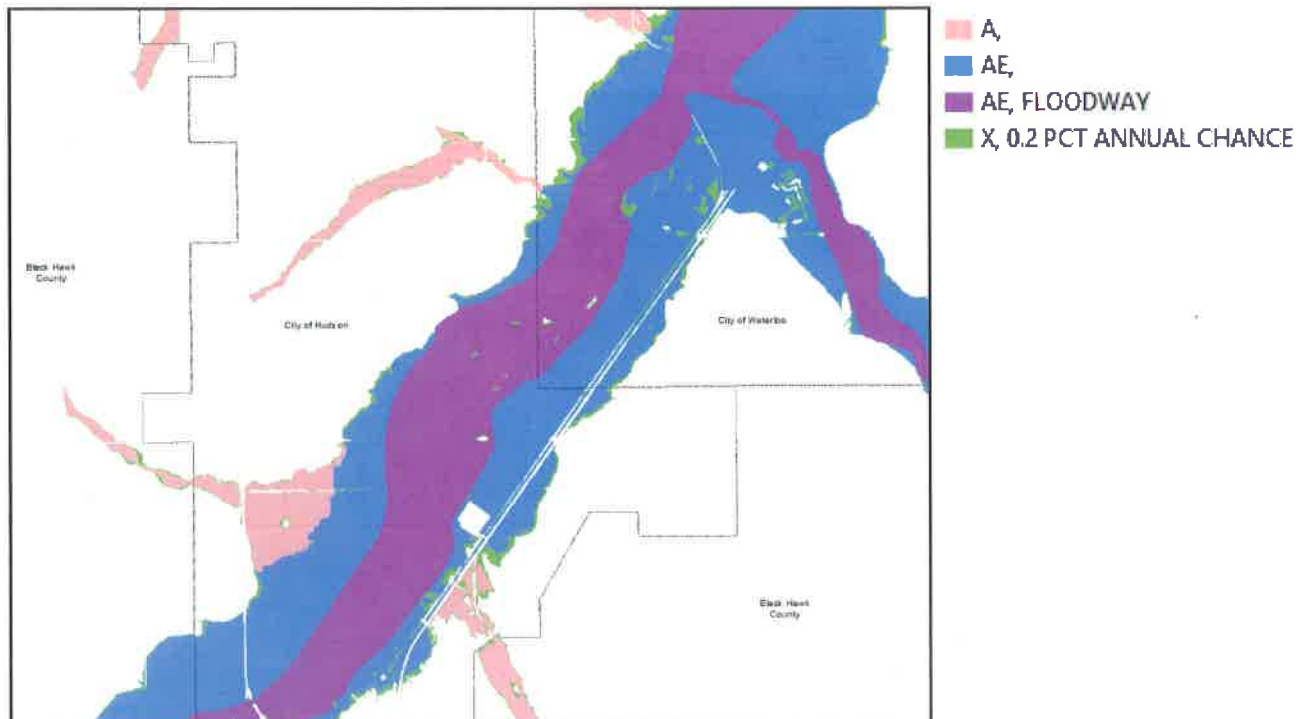 A,
AE,
AE, FLOODWAY
X, 0.2 PCT ANNUAL CHANCE
Black Hawk
County
City of Hudson
City of Waterloo
Black Hawk
County